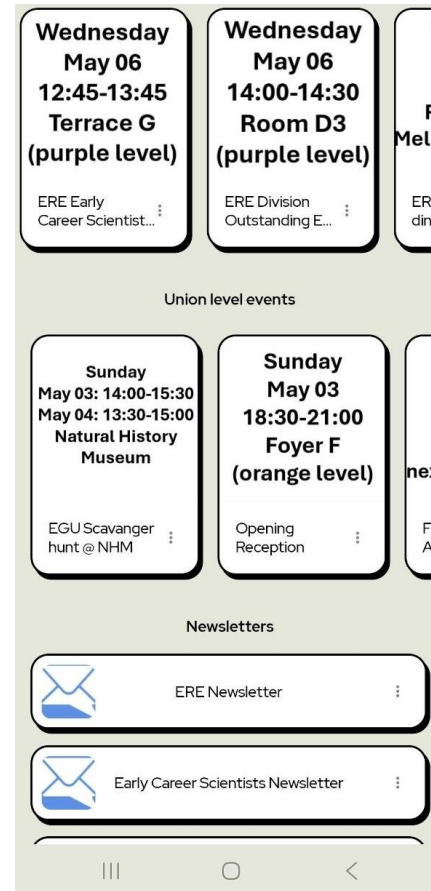 Wednesday
May 06
12:45-13:45
Terrace G
(purple level)
ERE Early
Career Scientist...
Wednesday
May 06
14:00-14:30
Room D3
(purple level)
ERE Division
Outstanding E...
Union level events
Sunday
May 03: 14:00-15:30
May 04: 13:30-15:00
Natural History
Museum
EGU Scavanger
hunt @ NHM
Sunday
May 03
18:30-21:00
Foyer F
(orange level)
Opening
Reception
Newsletters
ERE Newsletter
Early Career Scientists Newsletter